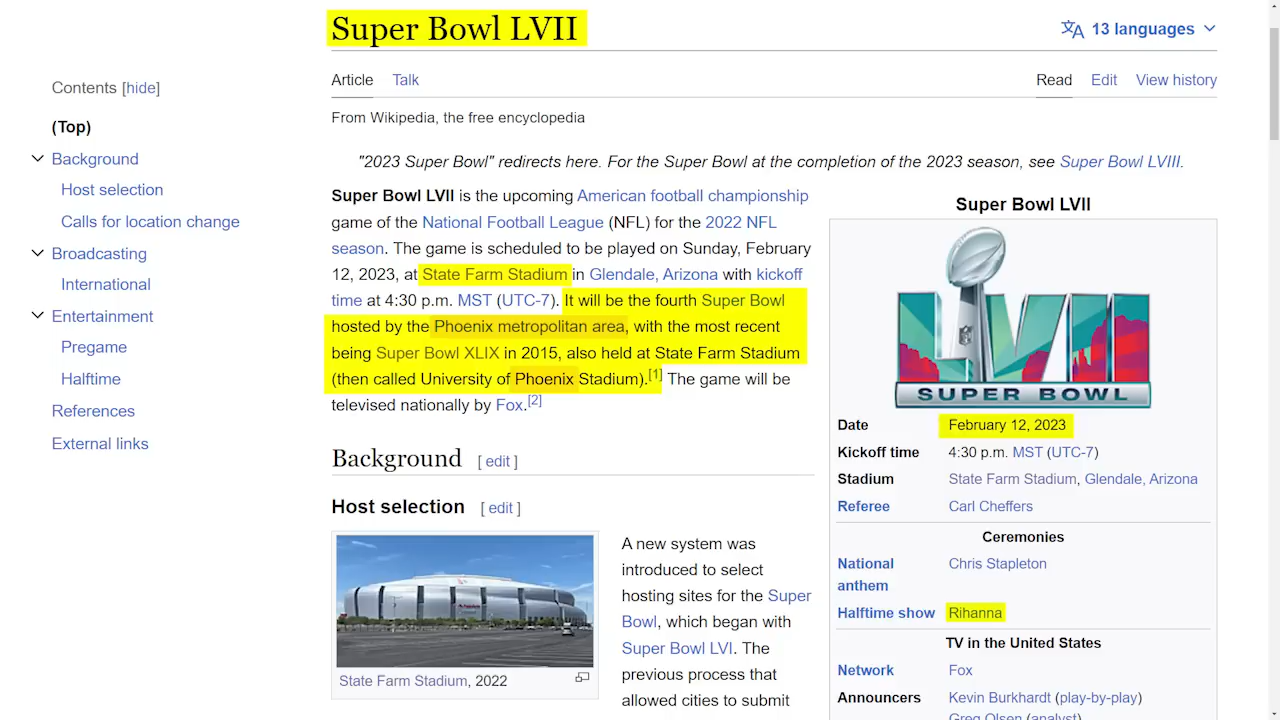 Super Bowl LVII
13 languages
Contents [hide]
Article Talk
Read Edit View history
(Top)
Background
Host selection
Calls for location change
Broadcasting
International
Entertainment
Pregame
Halftime
References
External links
From Wikipedia, the free encyclopedia
"2023 Super Bowl" redirects here. For the Super Bowl at the completion of the 2023 season, see Super Bowl LVIII.
Super Bowl LVII is the upcoming American football championship
game of the National Football League (NFL) for the 2022 NFL
season. The game is scheduled to be played on Sunday, February
12, 2023, at State Farm Stadium in Glendale, Arizona with kickoff
time at 4:30 p.m. MST (UTC-7). It will be the fourth Super Bowl
hosted by the Phoenix metropolitan area, with the most recent
being Super Bowl XLIX in 2015, also held at State Farm Stadium
(then called University of Phoenix Stadium).[1] The game will be
televised nationally by Fox.[2]
Background [ edit ]
Host selection [ edit ]
State Farm Stadium, 2022
A new system was
introduced to select
hosting sites for the Super
Bowl, which began with
Super Bowl LVI. The
previous process that
allowed cities to submit
Super Bowl LVII
LVII
NFL
SUPER BOWL
Date February 12, 2023
Kickoff time 4:30 p.m. MST (UTC-7)
Stadium State Farm Stadium, Glendale, Arizona
Referee Carl Cheffers
Ceremonies
National Chris Stapleton
anthem
Halftime show Rihanna
TV in the United States
Network Fox
Announcers Kevin Burkhardt (play-by-play)
Greg Olsen (analyst)